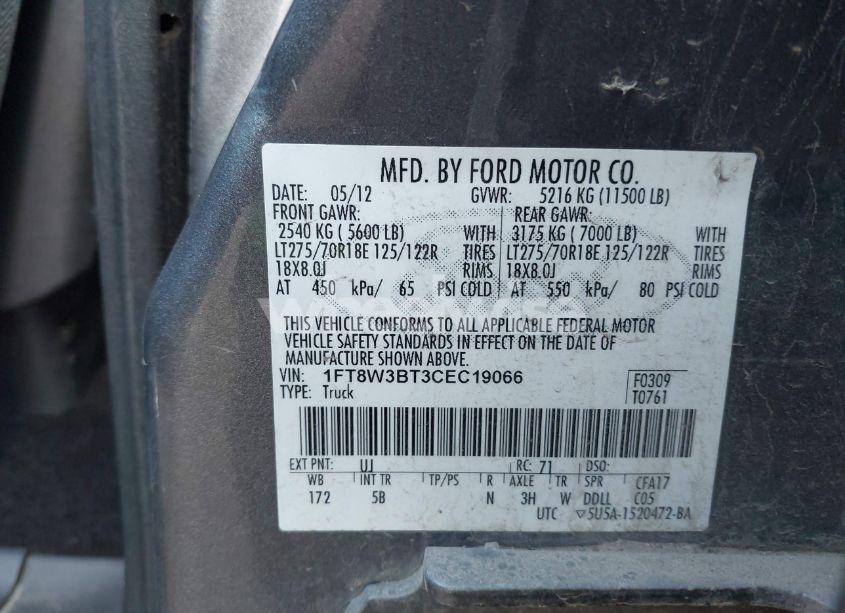 MFD. BY FORD MOTOR CO.
DATE: 05/12 GVWR: 5216 KG (11500 LB)
FRONT GAWR: REAR GAWR:
2540 KG ( 5600 LB) WITH 3175 KG ( 7000 LB) WITH
LT275/70R18E 125/122R TIRES LT275/70R18E 125/122R TIRES
18X8.0J RIMS 18X8.0J RIMS
AT 450 kPa/ 65 PSI COLD AT 550 kPa/ 80 PSI COLD
THIS VEHICLE CONFORMS TO ALL APPLICABLE FEDERAL MOTOR
VEHICLE SAFETY STANDARDS IN EFFECT ON THE DATE OF
MANUFACTURE SHOWN ABOVE.
VIN: 1FT8W3BT3CEC19066 F0309
TYPE: Truck T0761
EXT PNT: UJ RC: 71 DSO:
WB INT TR TP/PS R AXLE TR SPR CFA17
172 5B N 3H W DDLL C05
UTC ▽5U5A-1520472-BA